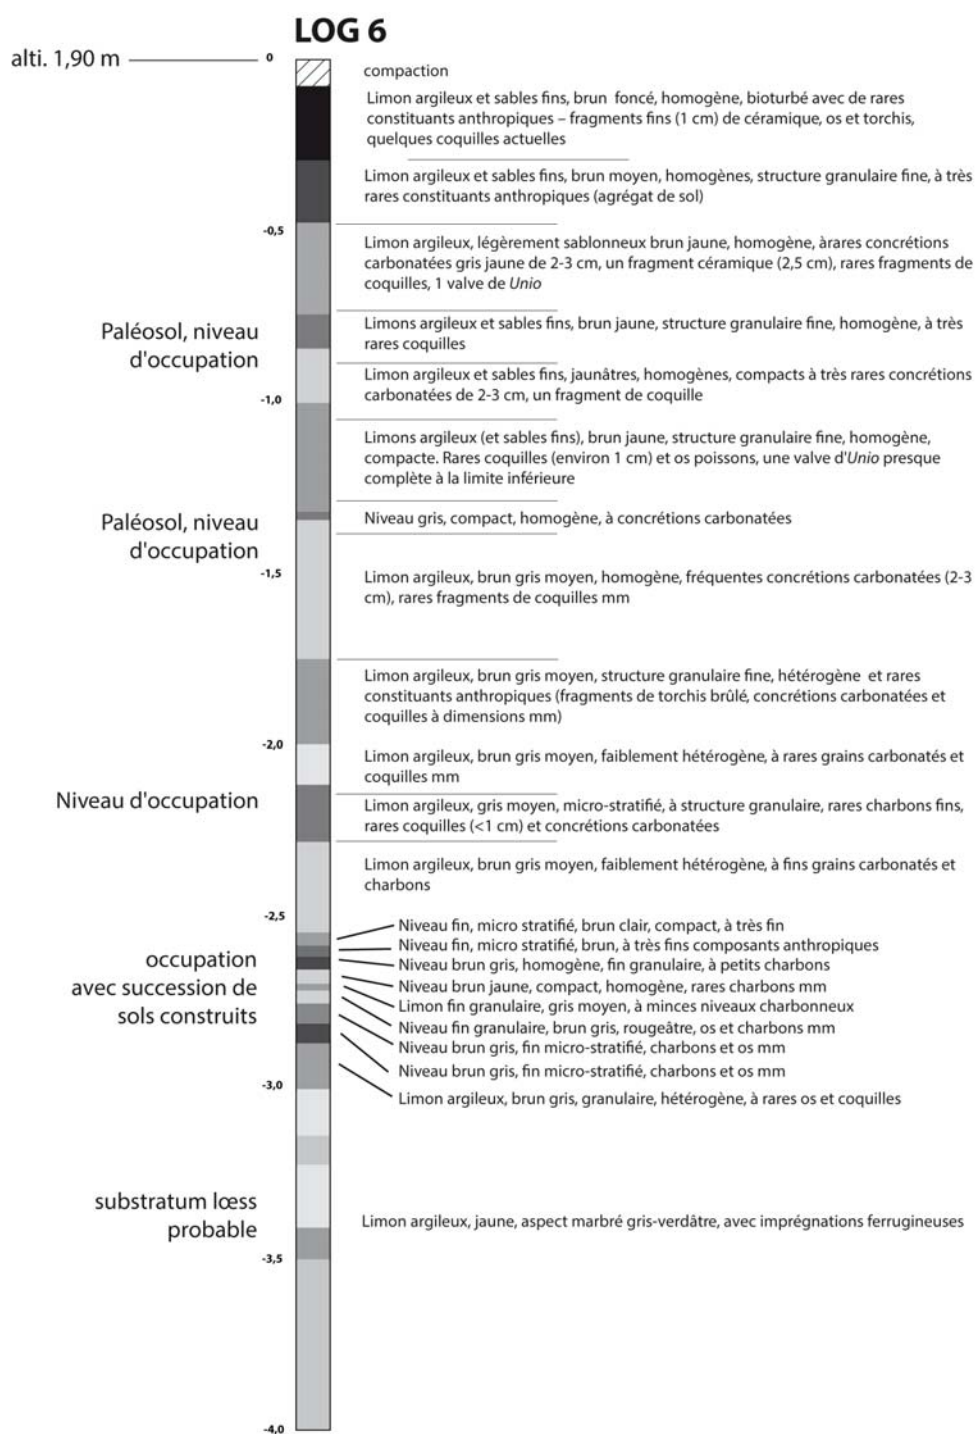 LOG 6
alti. 1,90 m
0
compaction
Limon argileux et sables fins, brun foncé, homogène, bioturbé avec de rares
constituants anthropiques – fragments fins (1 cm) de céramique, os et torchis,
quelques coquilles actuelles
Limon argileux et sables fins, brun moyen, homogènes, structure granulaire fine, à très
rares constituants anthropiques (agrégat de sol)
-0,5
Limon argileux, légèrement sablonneux brun jaune, homogène, àrares concrétions
carbonatées gris jaune de 2-3 cm, un fragment céramique (2,5 cm), rares fragments de
coquilles, 1 valve de Unio
Paléosol, niveau
d'occupation
Limons argileux et sables fins, brun jaune, structure granulaire fine, homogène, à très
rares coquilles
Limon argileux et sables fins, jaunâtres, homogènes, compacts à très rares concrétions
carbonatées de 2-3 cm, un fragment de coquille
-1,0
Limons argileux (et sables fins), brun jaune, structure granulaire fine, homogène,
compacte. Rares coquilles (environ 1 cm) et os poissons, une valve d'Unio presque
complète à la limite inférieure
Paléosol, niveau
d'occupation
Niveau gris, compact, homogène, à concrétions carbonatées
-1,5
Limon argileux, brun gris moyen, homogène, fréquentes concrétions carbonatées (2-3
cm), rares fragments de coquilles mm
Limon argileux, brun gris moyen, structure granulaire fine, hétérogène et rares
constituants anthropiques (fragments de torchis brûlé, concrétions carbonatées et
coquilles à dimensions mm)
-2,0
Limon argileux, brun gris moyen, faiblement hétérogène, à rares grains carbonatés et
coquilles mm
Niveau d'occupation
Limon argileux, gris moyen, micro-stratifié, à structure granulaire, rares charbons fins,
rares coquilles (<1 cm) et concrétions carbonatées
Limon argileux, brun gris moyen, faiblement hétérogène, à fins grains carbonatés et
charbons
-2,5
occupation
avec succession de
sols construits
Niveau fin, micro stratifié, brun clair, compact, à très fin
Niveau fin, micro stratifié, brun, à très fins composants anthropiques
Niveau brun gris, homogène, fin granulaire, à petits charbons
Niveau brun jaune, compact, homogène, rares charbons mm
Limon fin granulaire, gris moyen, à minces niveaux charbonneux
Niveau fin granulaire, brun gris, rougeâtre, os et charbons mm
Niveau brun gris, fin micro-stratifié, charbons et os mm
Niveau brun gris, fin micro-stratifié, charbons et os mm
Limon argileux, brun gris, granulaire, hétérogène, à rares os et coquilles
-3,0
substratum lœss
probable
Limon argileux, jaune, aspect marbré gris-verdâtre, avec imprégnations ferrugineuses
-3,5
-4,0